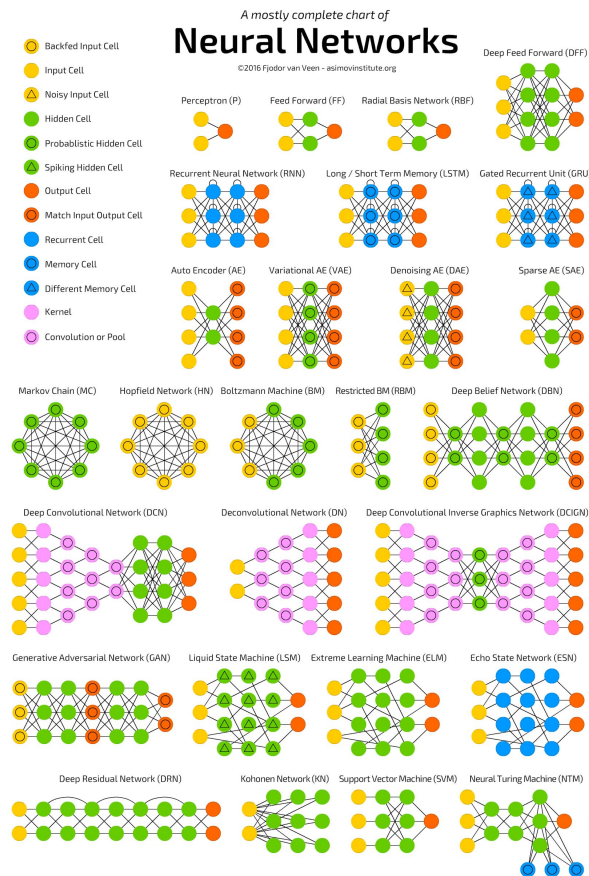 A mostly complete chart of
Neural Networks
©2016 Fjodor van Veen - asimovinstitute.org
Backfed Input Cell
Input Cell
Noisy Input Cell
Hidden Cell
Probablistic Hidden Cell
Spiking Hidden Cell
Output Cell
Match Input Output Cell
Recurrent Cell
Memory Cell
Different Memory Cell
Kernel
Convolution or Pool
Perceptron (P)
Feed Forward (FF)
Radial Basis Network (RBF)
Deep Feed Forward (DFF)
Recurrent Neural Network (RNN)
Long / Short Term Memory (LSTM)
Gated Recurrent Unit (GRU
Auto Encoder (AE)
Variational AE (VAE)
Denoising AE (DAE)
Sparse AE (SAE)
Markov Chain (MC)
Hopfield Network (HN)
Boltzmann Machine (BM)
Restricted BM (RBM)
Deep Belief Network (DBN)
Deep Convolutional Network (DCN)
Deconvolutional Network (DN)
Deep Convolutional Inverse Graphics Network (DCIGN)
Generative Adversarial Network (GAN)
Liquid State Machine (LSM)
Extreme Learning Machine (ELM)
Echo State Network (ESN)
Deep Residual Network (DRN)
Kohonen Network (KN)
Support Vector Machine (SVM)
Neural Turing Machine (NTM)